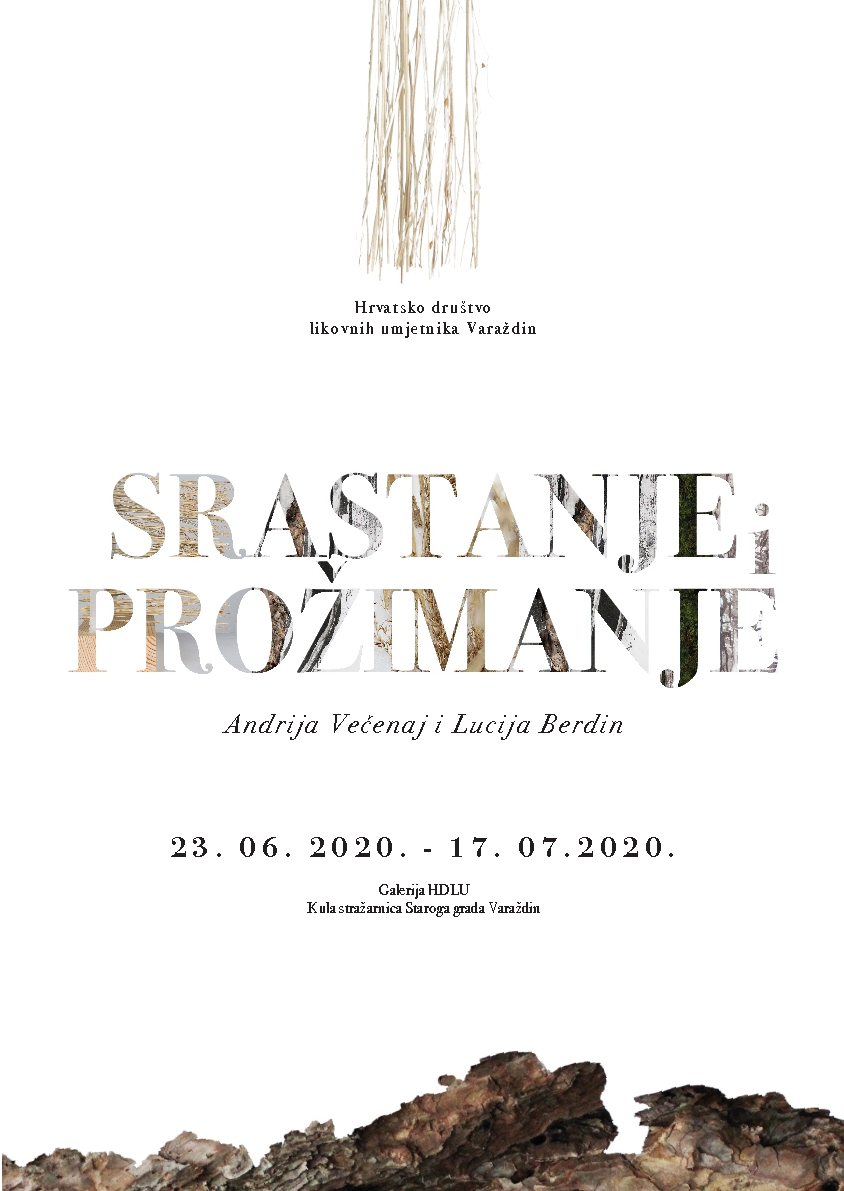 Hrvatsko društvo
likovnih umjetnika Varaždin
SRASTANJE i
PROŽIMANJE
Andrija Večenaj i Lucija Berdin
23. 06. 2020. - 17. 07.2020.
Galerija HDLU
Kula stražarnica Staroga grada Varaždin